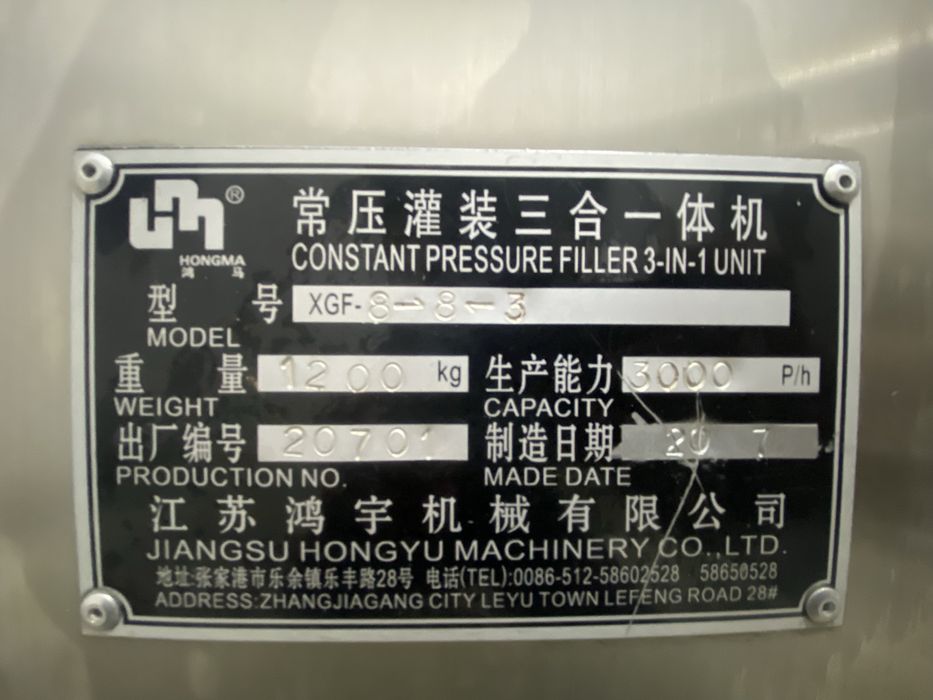 HONGMA ®
鸿马
常压灌装三合一体机
CONSTANT PRESSURE FILLER 3-IN-1 UNIT
型号 XGF-8-8-3
MODEL
重量 1200 kg 生产能力 3000 P/h
WEIGHT CAPACITY
出厂编号 20701 制造日期 20 7
PRODUCTION NO. MADE DATE
江苏鸿宇机械有限公司
JIANGSU HONGYU MACHINERY CO.,LTD.
地址:张家港市乐余镇乐丰路28号 电话(TEL):0086-512-58602528 58650528
ADDRESS:ZHANGJIAGANG CITY LEYU TOWN LEFENG ROAD 28#